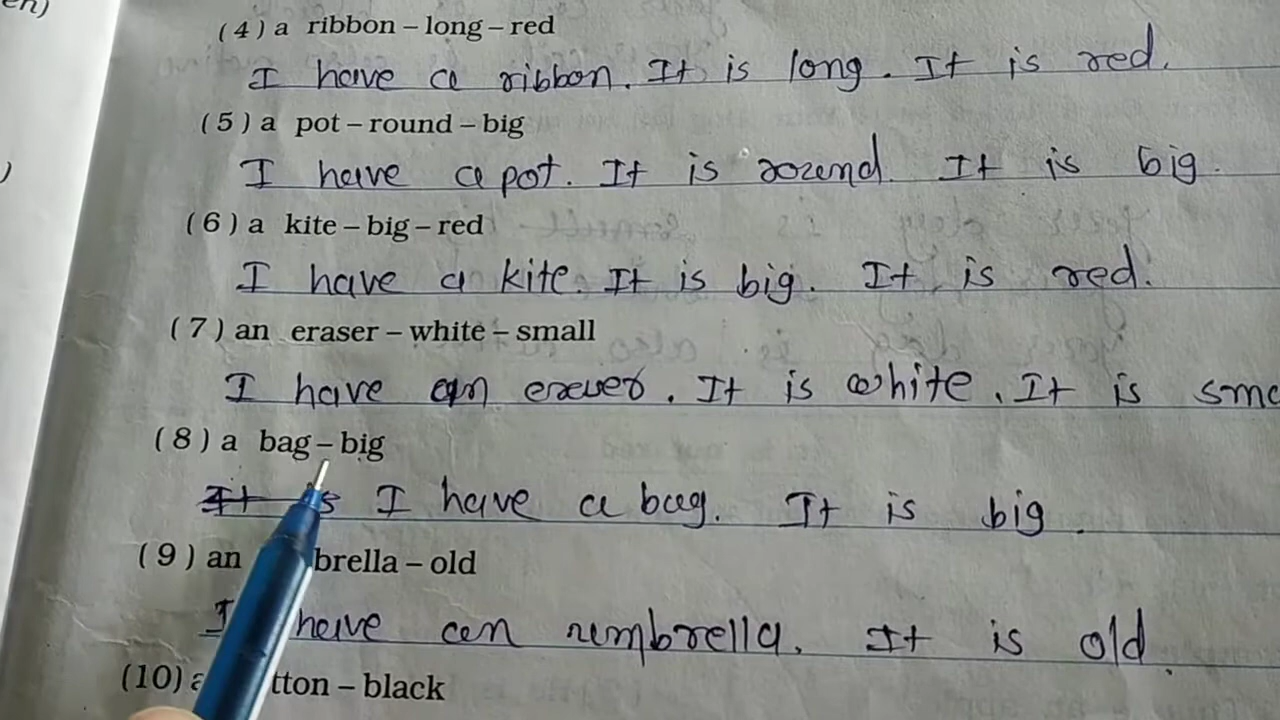 (4) a ribbon – long – red
I have a ribbon. It is long. It is red.
(5) a pot – round – big
I have a pot. It is round. It is big.
(6) a kite – big – red
I have a kite. It is big. It is red.
(7) an eraser – white – small
I have an eraser. It is white. It is
(8) a bag – big
I have a bag. It is big.
(9) an brella – old
I have an umbrella. It is old.
(10) a tton – black